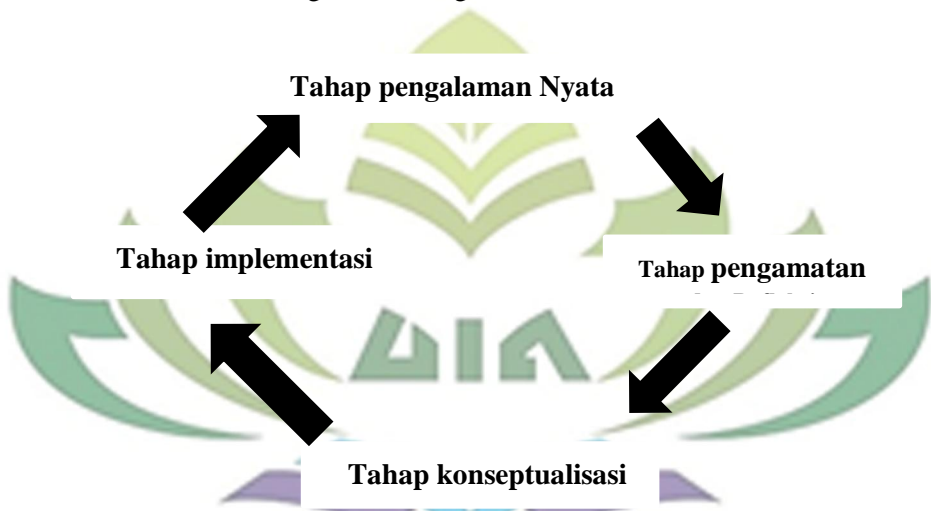 Tahap pengalaman Nyata
Tahap implementasi
Tahap pengamatan
Tahap konseptualisasi